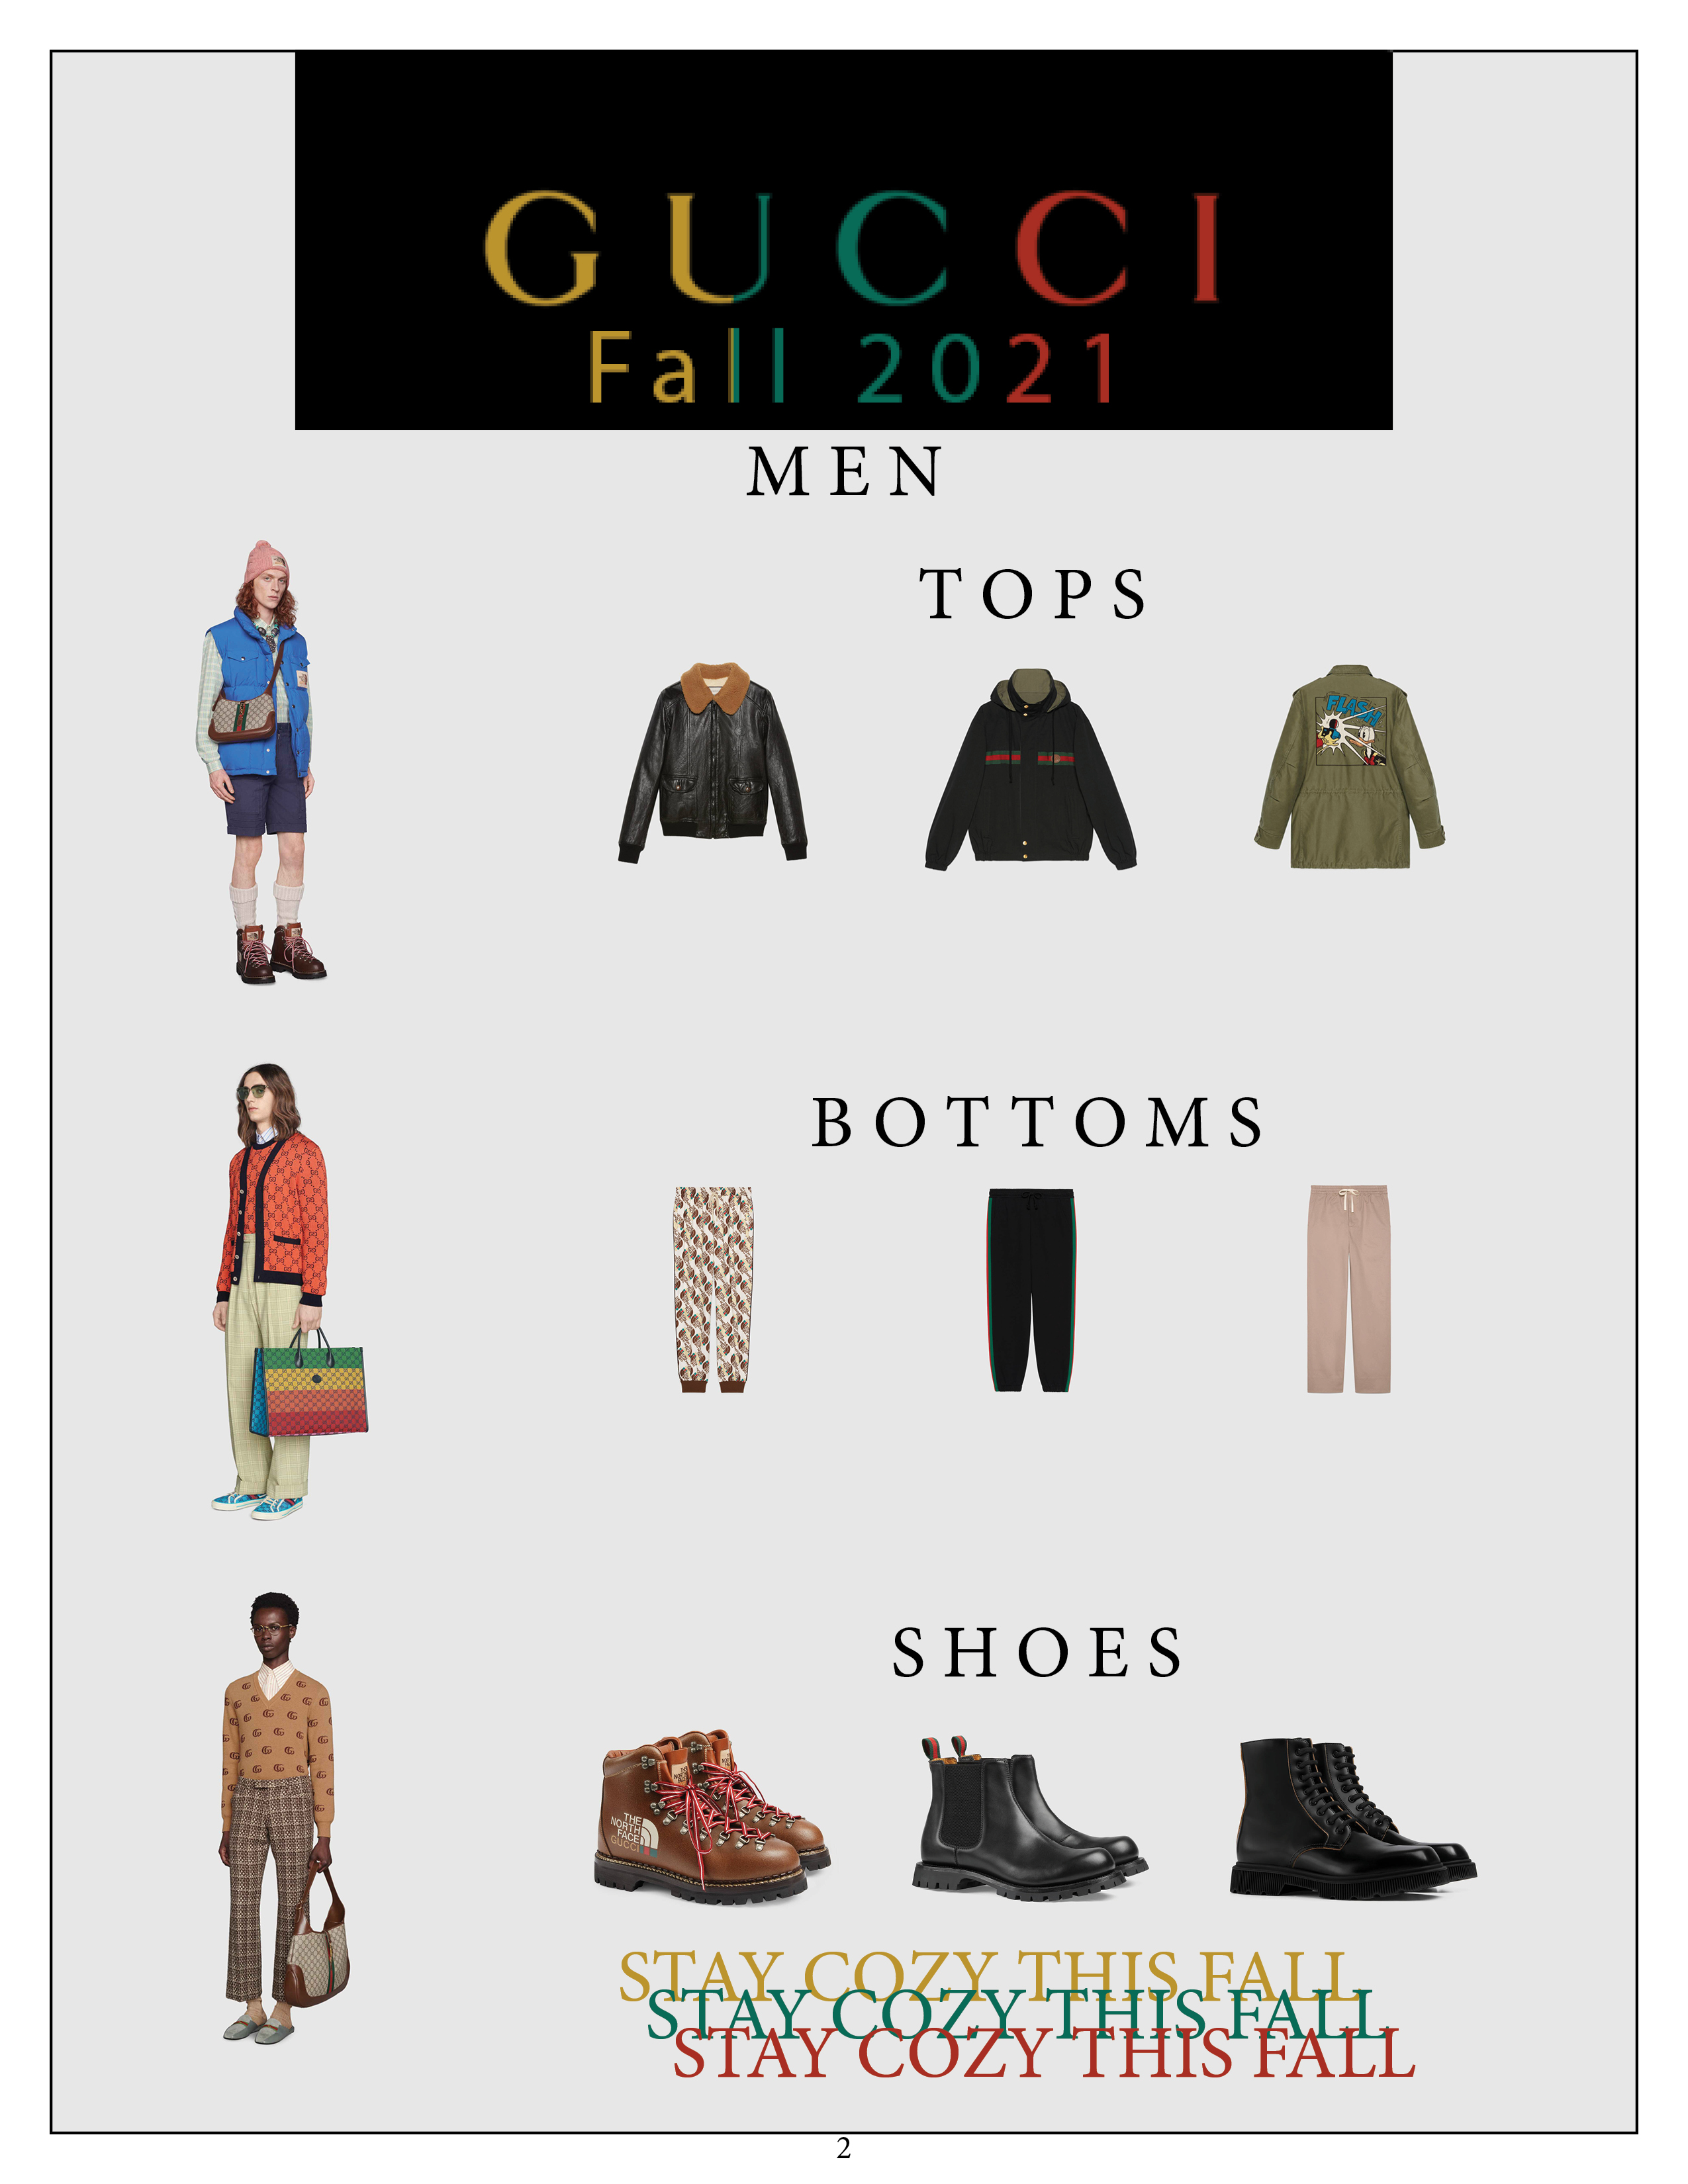 GUCCI
Fall 2021
MEN
TOPS
FLASH
BOTTOMS
SHOES
THE
NORTH
FACE
GUCCI
STAY COZY THIS FALL
STAY COZY THIS FALL
STAY COZY THIS FALL
2